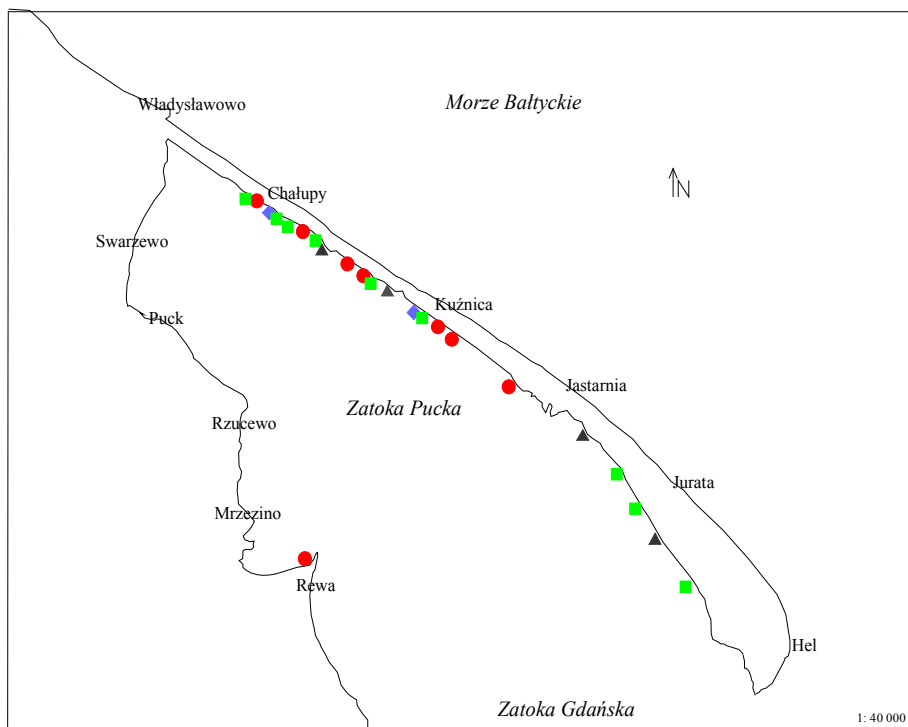 Władysławowo
Morze Bałtyckie
N
Chałupy
Swarzewo
Kuźnica
Puck
Jastarnia
Zatoka Pucka
Rzucewo
Jurata
Mrzezino
Rewa
Hel
Zatoka Gdańska
1: 40 000